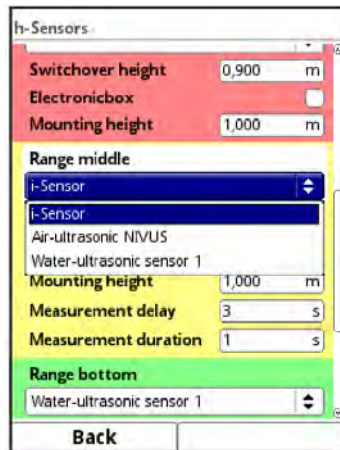 h-Sensors
Switchover height 0,900 m
Electronicbox
Mounting height 1,000 m
Range middle
i-Sensor
i-Sensor
Air-ultrasonic NIVUS
Water-ultrasonic sensor 1
Mounting height 1,000 m
Measurement delay 3 s
Measurement duration 1 s
Range bottom
Water-ultrasonic sensor 1
Back